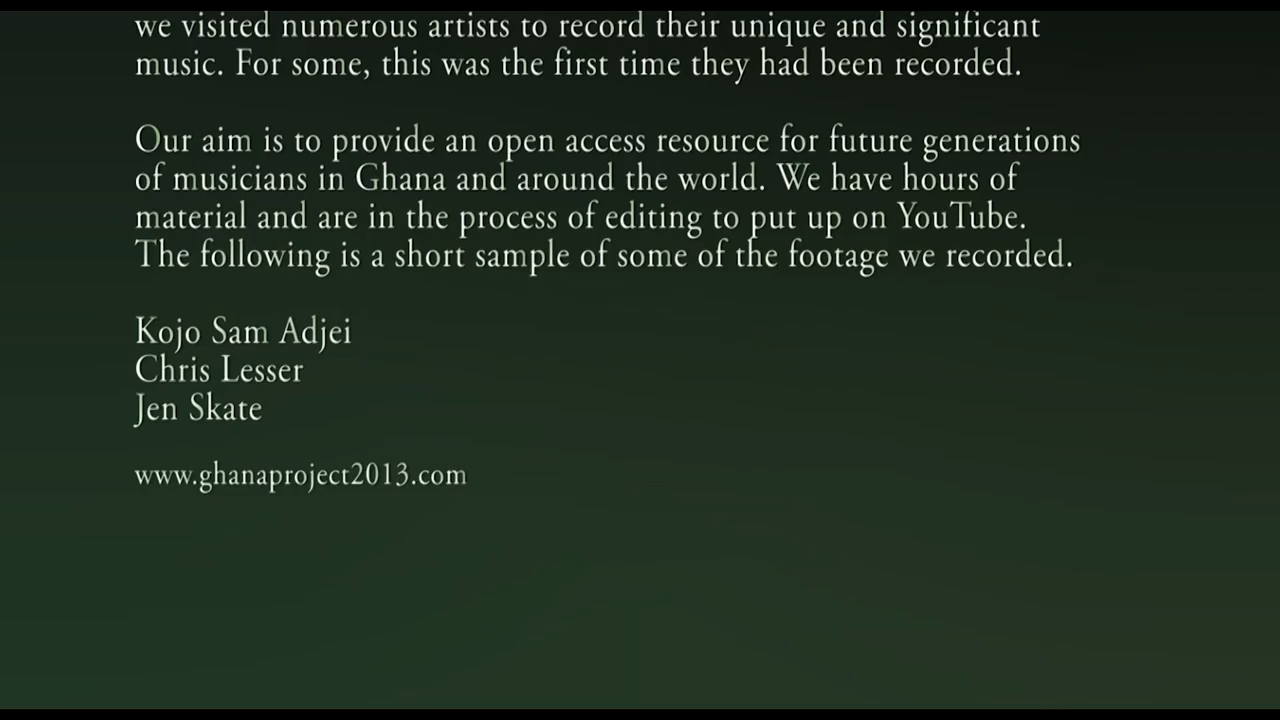 we visited numerous artists to record their unique and significant
music. For some, this was the first time they had been recorded.
Our aim is to provide an open access resource for future generations
of musicians in Ghana and around the world. We have hours of
material and are in the process of editing to put up on YouTube.
The following is a short sample of some of the footage we recorded.
Kojo Sam Adjei
Chris Lesser
Jen Skate
www.ghanaproject2013.com